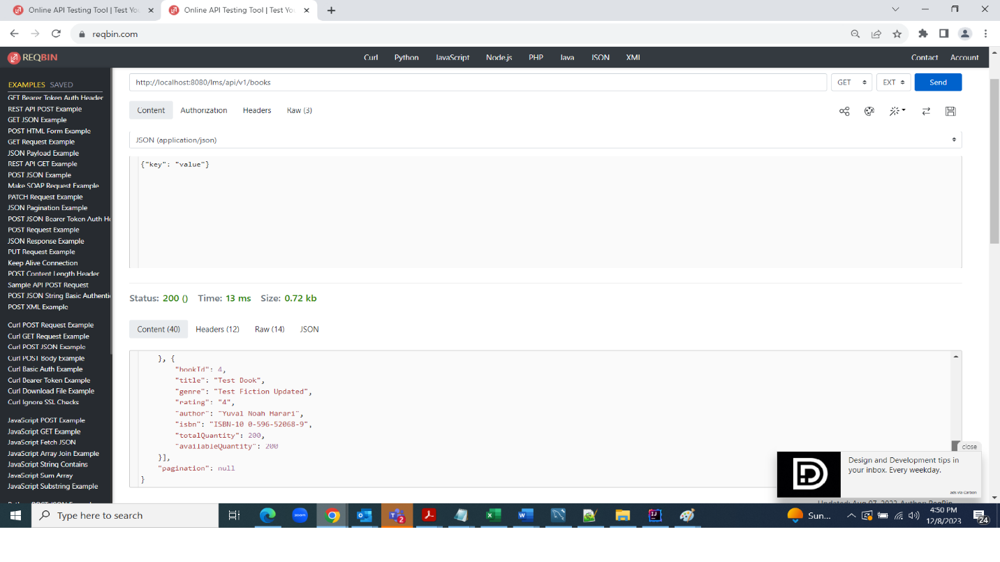 Online API Testing Tool | Test Yo
Online API Testing Tool | Test You
reqbin.com
REQBIN
Curl Python JavaScript Node.js PHP Java JSON XML
Contact Account
EXAMPLES SAVED
GET Bearer Token Auth Header
REST API POST Example
GET JSON Example
POST HTML Form Example
GET Request Example
JSON Payload Example
REST API GET Example
POST JSON Example
Make SOAP Request Example
PATCH Request Example
JSON Pagination Example
POST JSON Bearer Token Auth He
POST Request Example
JSON Response Example
PUT Request Example
Keep Alive Connection
POST Content Length Header
Sample API POST Request
POST JSON String Basic Authenti
POST XML Example
Curl POST Request Example
Curl GET Request Example
Curl POST JSON Example
Curl POST Body Example
Curl Basic Auth Example
Curl Bearer Token Example
Curl Download File Example
Curl Ignore SSL Checks
JavaScript POST Example
JavaScript GET Example
JavaScript Fetch JSON
JavaScript Array Join Example
JavaScript String Contains
JavaScript Sum Array
JavaScript Substring Example
http://localhost:8080/lms/api/v1/books
GET EXT Send
Content Authorization Headers Raw (3)
JSON (application/json)
{"key": "value"}
Status: 200 () Time: 13 ms Size: 0.72 kb
Content (40) Headers (12) Raw (14) JSON
}, {
"bookId": 4,
"title": "Test Book",
"genre": "Test Fiction Updated",
"rating": "4",
"author": "Yuval Noah Harari",
"isbn": "ISBN-10 0-596-52068-9",
"totalQuantity": 200,
"availableQuantity": 200
}],
"pagination": null
}
close
Design and Development tips in
your inbox. Every weekday.
ads via Carbon
Updated: Aug 07, 2023 Author: ReqBin
Type here to search
zoom
2
Sun...
4:50 PM
12/8/2023
24